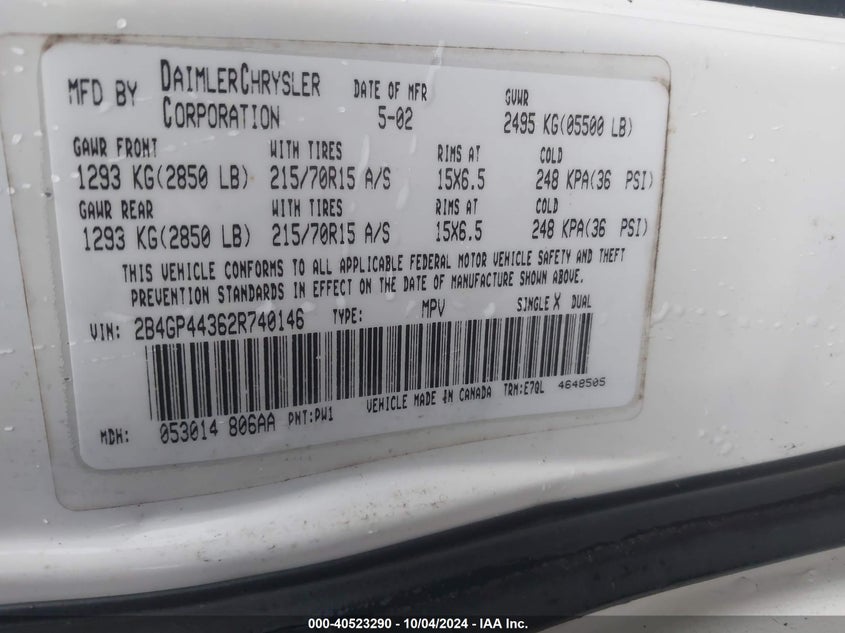 MFD BY DAIMLERCHRYSLER CORPORATION DATE OF MFR 5-02 GVWR 2495 KG(05500 LB)
GAWR FRONT WITH TIRES RIMS AT COLD
1293 KG(2850 LB) 215/70R15 A/S 15X6.5 248 KPA(36 PSI)
GAWR REAR WITH TIRES RIMS AT COLD
1293 KG(2850 LB) 215/70R15 A/S 15X6.5 248 KPA(36 PSI)
THIS VEHICLE CONFORMS TO ALL APPLICABLE FEDERAL MOTOR VEHICLE SAFETY AND THEFT
PREVENTION STANDARDS IN EFFECT ON THE DATE OF MANUFACTURE SHOWN ABOVE.
VIN: 2B4GP44362R740146 TYPE: MPV SINGLE X DUAL
MDH: 053014 806AA PNT:PW1 VEHICLE MADE IN CANADA TRM:E7QL 4648505
000-40523290 - 10/04/2024 - IAA Inc.